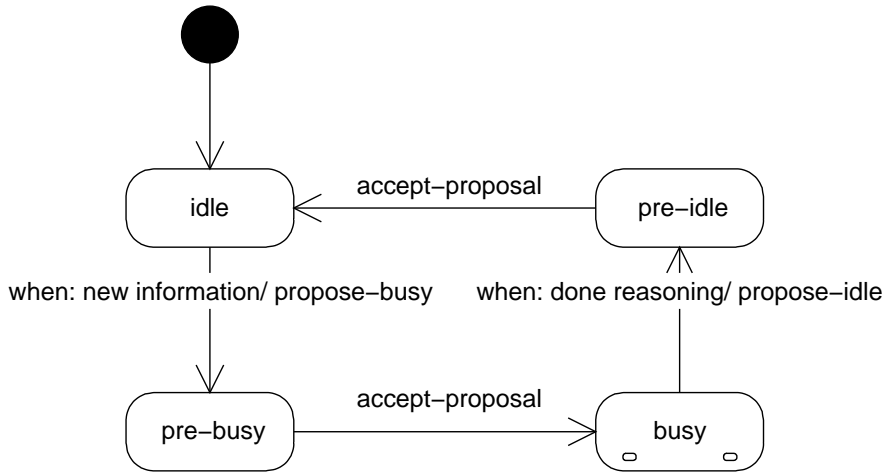 accept−proposal
idle
pre−idle
when: new information/ propose−busy
when: done reasoning/ propose−idle
accept−proposal
pre−busy
busy